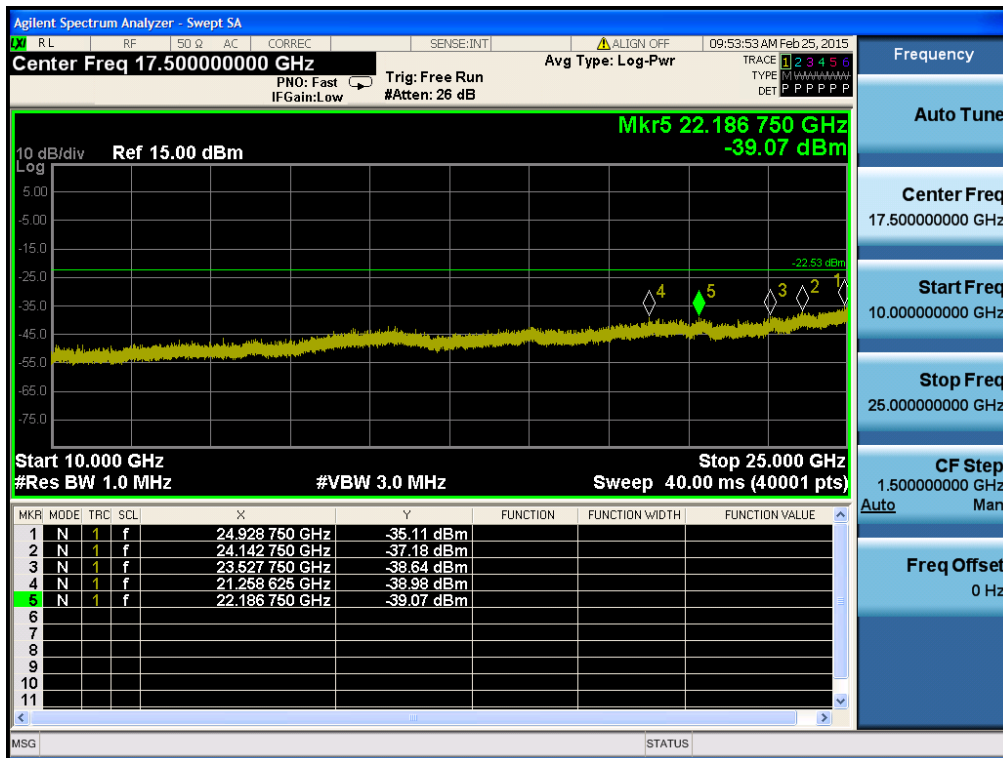 Agilent Spectrum Analyzer - Swept SA
LXI RL RF 50 Ω AC CORREC SENSE:INT ALIGN OFF 09:53:53 AM Feb 25, 2015
Center Freq 17.500000000 GHz
PNO: Fast
IFGain:Low
Trig: Free Run
#Atten: 26 dB
Avg Type: Log-Pwr
TRACE 1 2 3 4 5 6
TYPE M
DET P P P P P P
Mkr5 22.186 750 GHz
-39.07 dBm
10 dB/div Ref 15.00 dBm
Log
5.00
-5.00
-15.0
-25.0
-35.0
-45.0
-55.0
-65.0
-75.0
-22.53 dBm
4 5 3 2 1
Start 10.000 GHz Stop 25.000 GHz
#Res BW 1.0 MHz #VBW 3.0 MHz Sweep 40.00 ms (40001 pts)
MKR MODE TRC SCL X Y FUNCTION FUNCTION WIDTH FUNCTION VALUE
1 N 1 f 24.928 750 GHz -35.11 dBm
2 N 1 f 24.142 750 GHz -37.18 dBm
3 N 1 f 23.527 750 GHz -38.64 dBm
4 N 1 f 21.258 625 GHz -38.98 dBm
5 N 1 f 22.186 750 GHz -39.07 dBm
6
7
8
9
10
11
MSG STATUS
Frequency
Auto Tune
Center Freq
17.500000000 GHz
Start Freq
10.000000000 GHz
Stop Freq
25.000000000 GHz
CF Step
1.500000000 GHz
Auto Man
Freq Offset
0 Hz